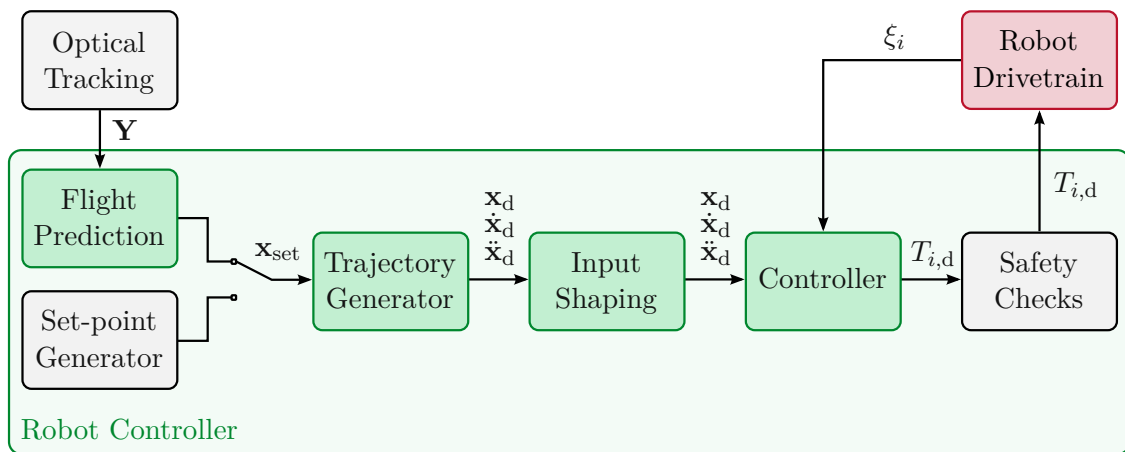 Optical
Tracking
Y
Flight
Prediction
Set-point
Generator
x_set
Trajectory
Generator
x_d
ẋ_d
ẍ_d
Input
Shaping
x_d
ẋ_d
ẍ_d
Controller
ξ_i
T_{i,d}
Safety
Checks
T_{i,d}
Robot
Drivetrain
Robot Controller